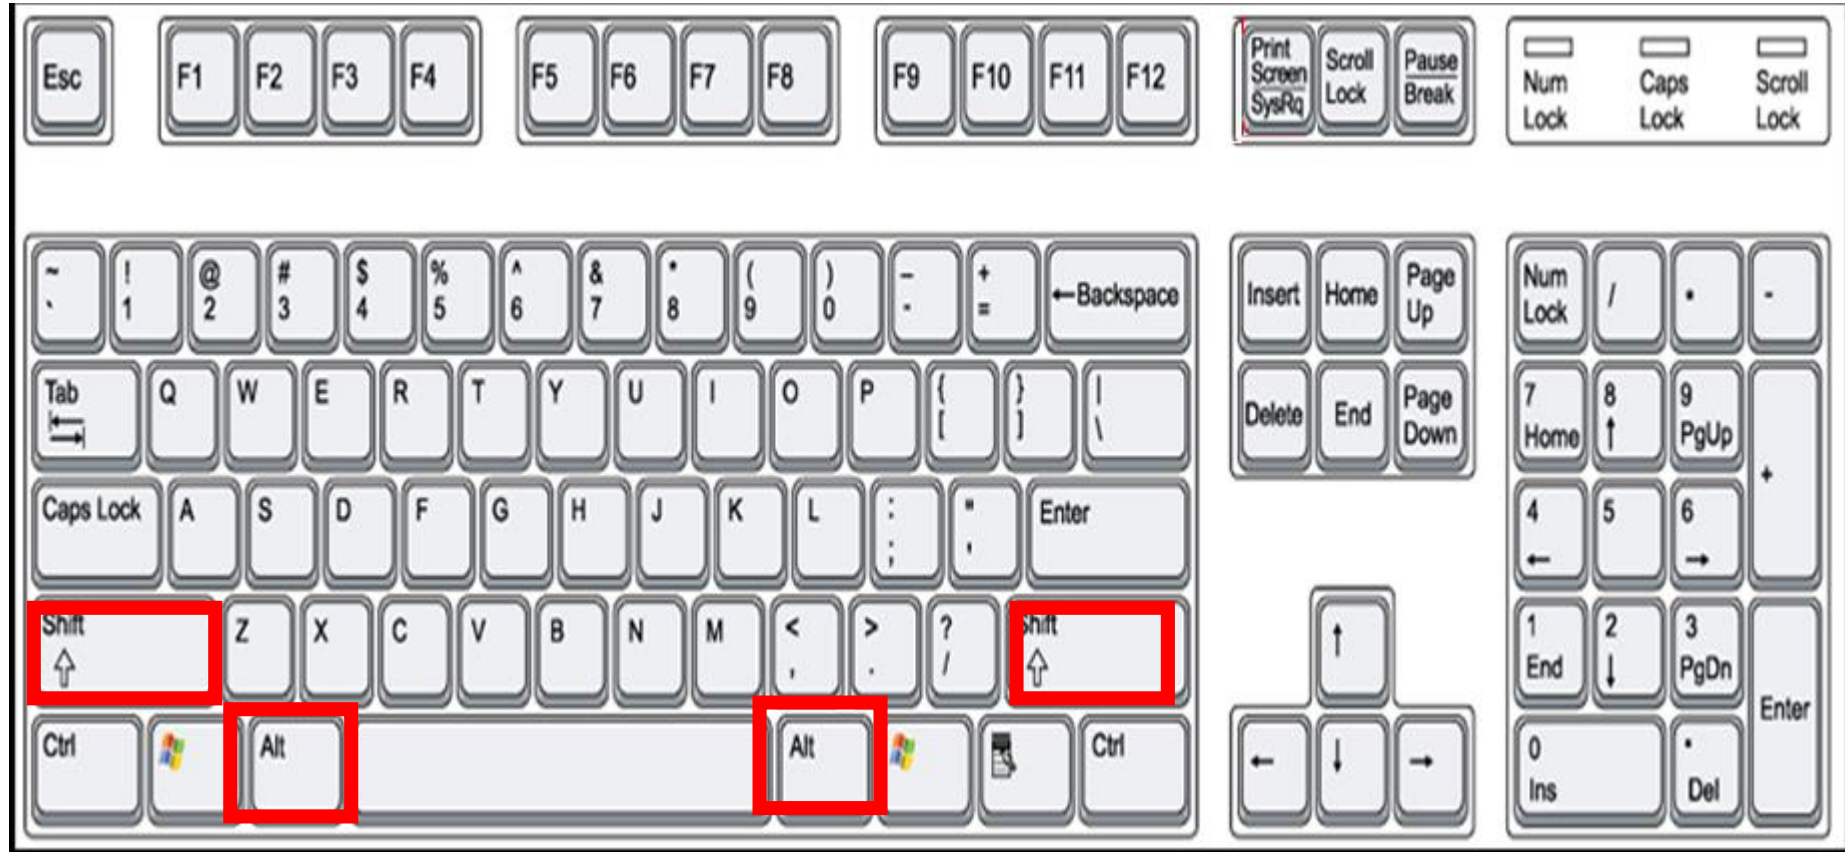 Esc F1 F2 F3 F4 F5 F6 F7 F8 F9 F10 F11 F12
Print
Screen
SysRq
Scroll
Lock
Pause
Break
Num
Lock
Caps
Lock
Scroll
Lock
~ ! @ # $ % ^ & * ( ) _ +
` 1 2 3 4 5 6 7 8 9 0 - = ←Backspace
Insert Home Page
Up
Num
Lock
/ • -
Tab Q W E R T Y U I O P { } |
[ ] \
Delete End Page
Down
7
Home
8
↑
9
PgUp
+
Caps Lock A S D F G H J K L : " Enter
; '
4
←
5
6
→
Shift
⇧
Z X C V B N M < > ?
, . /
Shift
⇧
↑
1
End
2
↓
3
PgDn
Enter
Ctrl Alt Alt Ctrl
← ↓ →
0
Ins
•
Del